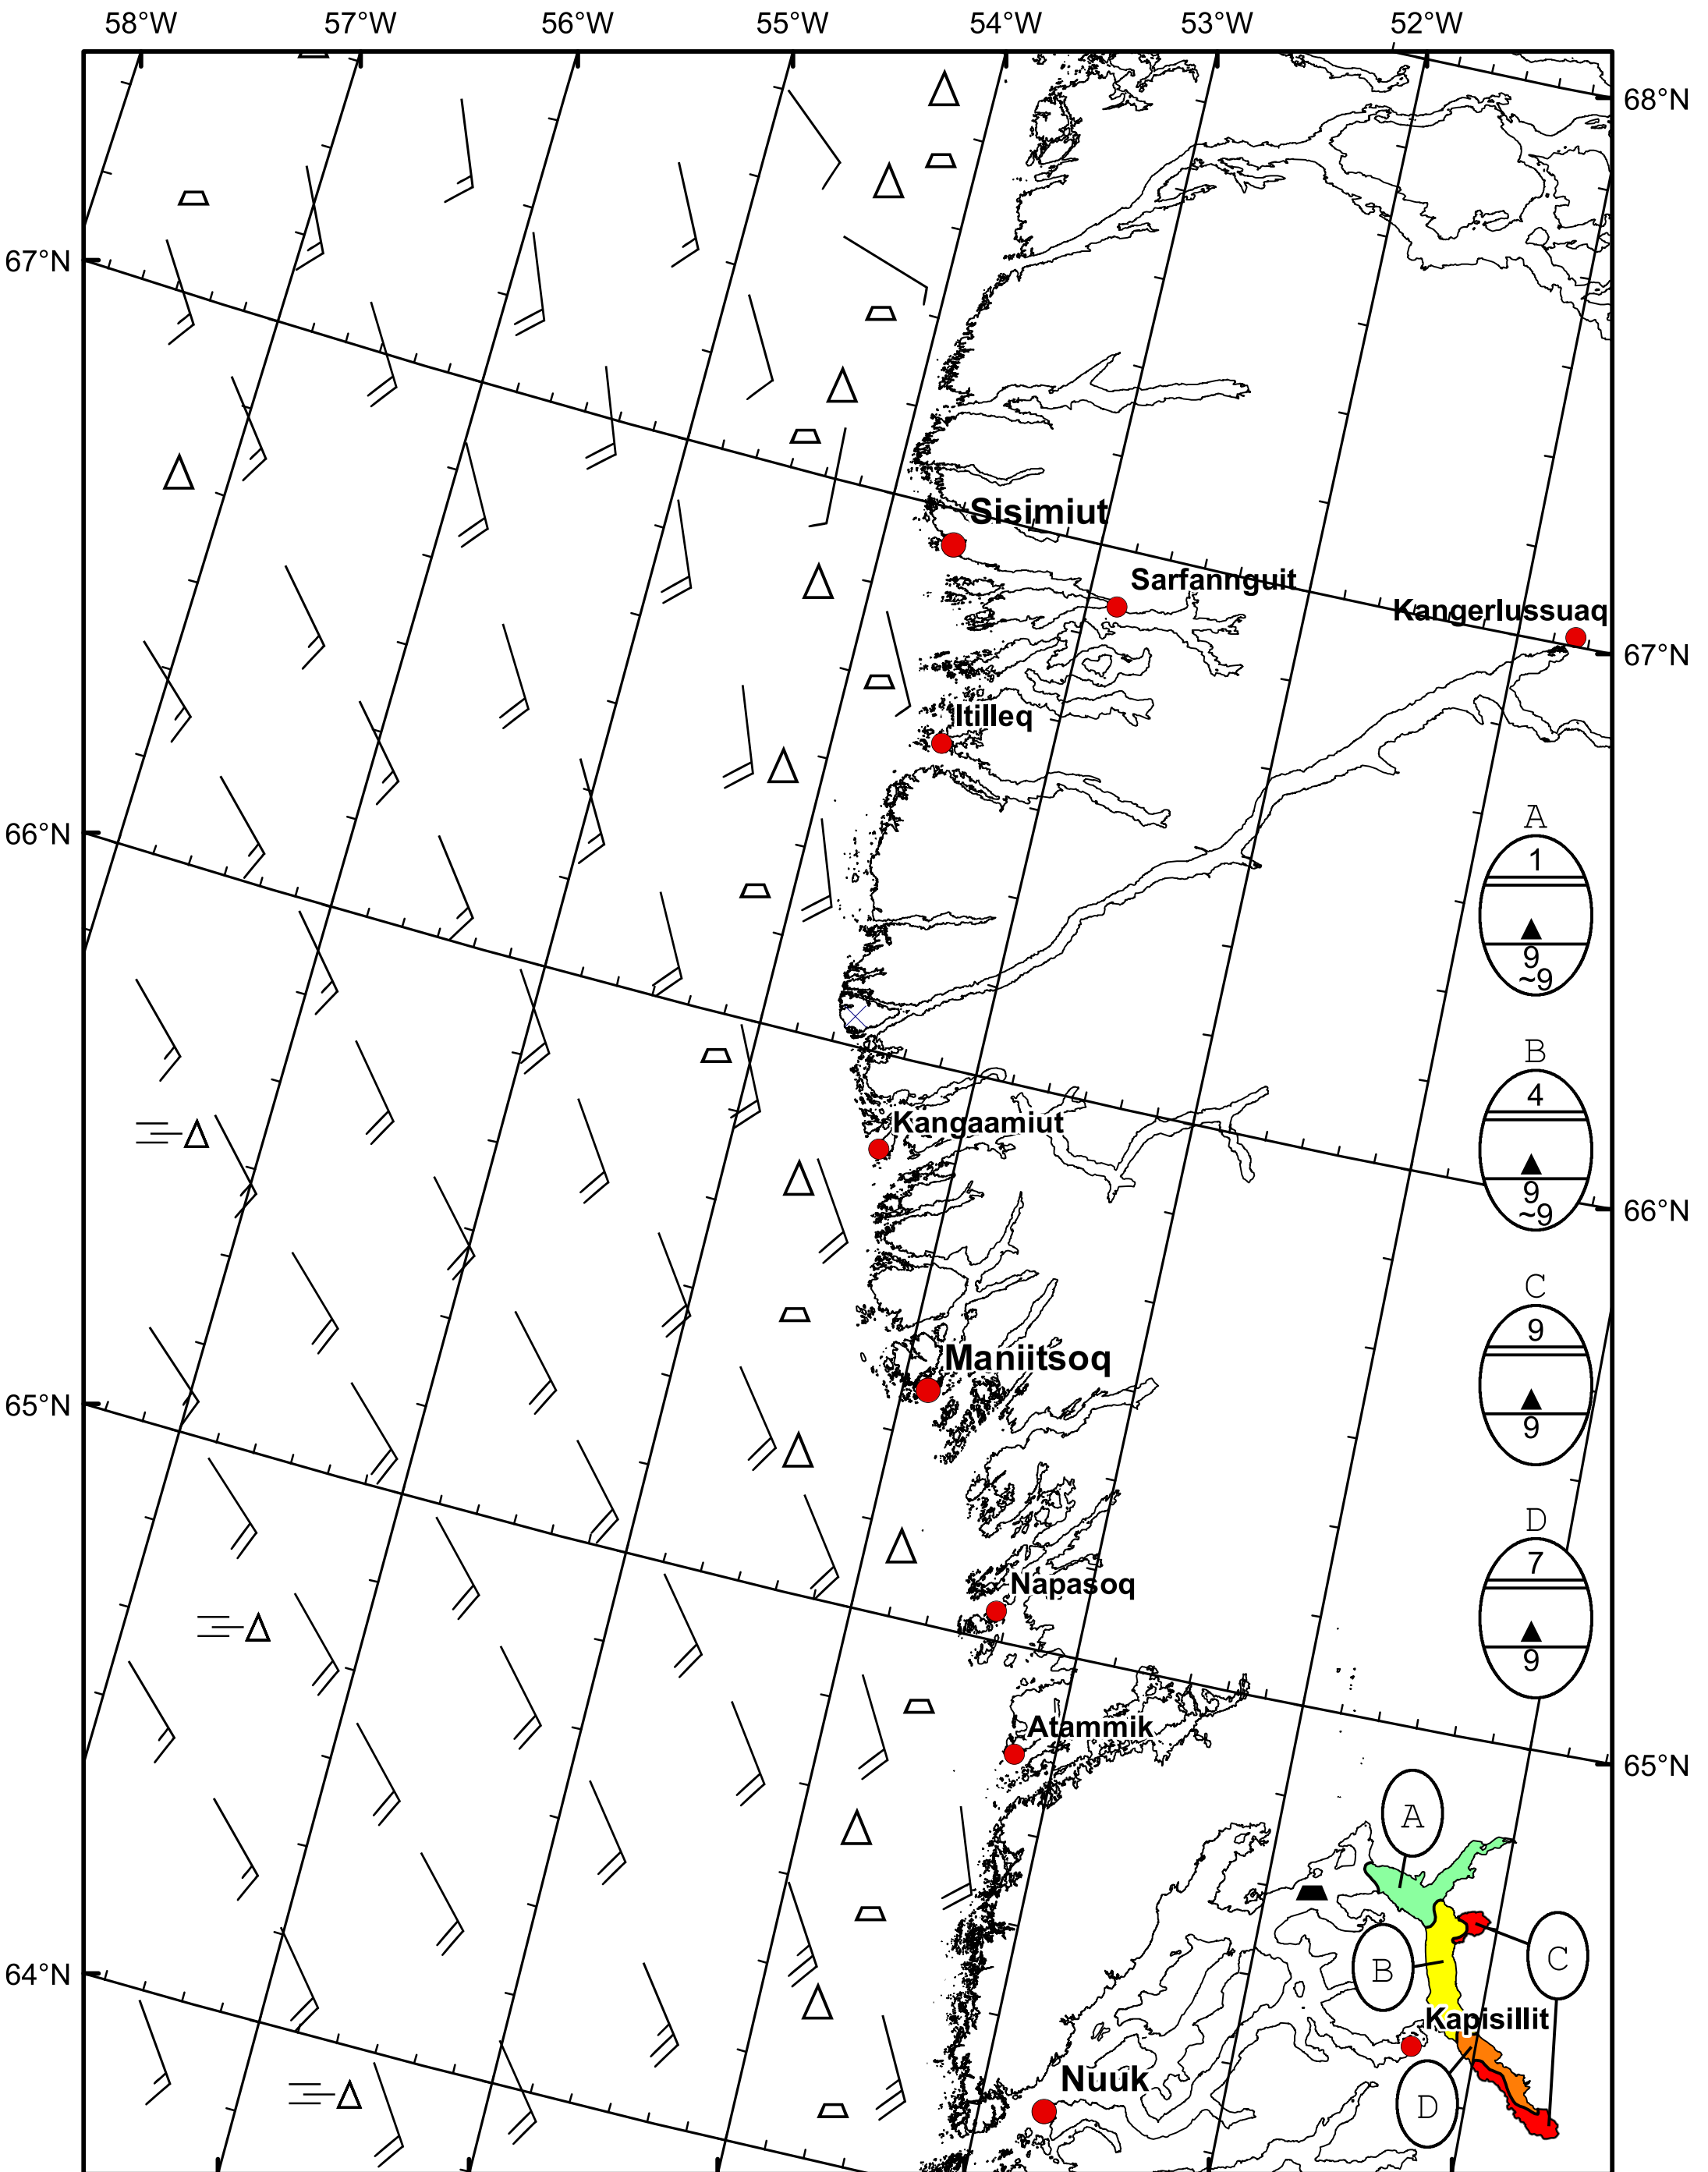 58°W 57°W 56°W 55°W 54°W 53°W 52°W
68°N
67°N
Sisimiut
Sarfannguit
Kangerlussuaq
67°N
Itilleq
66°N
A
1
9
~9
B
4
9
~9
Kangaamiut
66°N
C
9
9
Maniitsoq
65°N
D
7
9
Napasoq
Atammik
65°N
A
B
C
64°N
Kapisillit
Nuuk
D